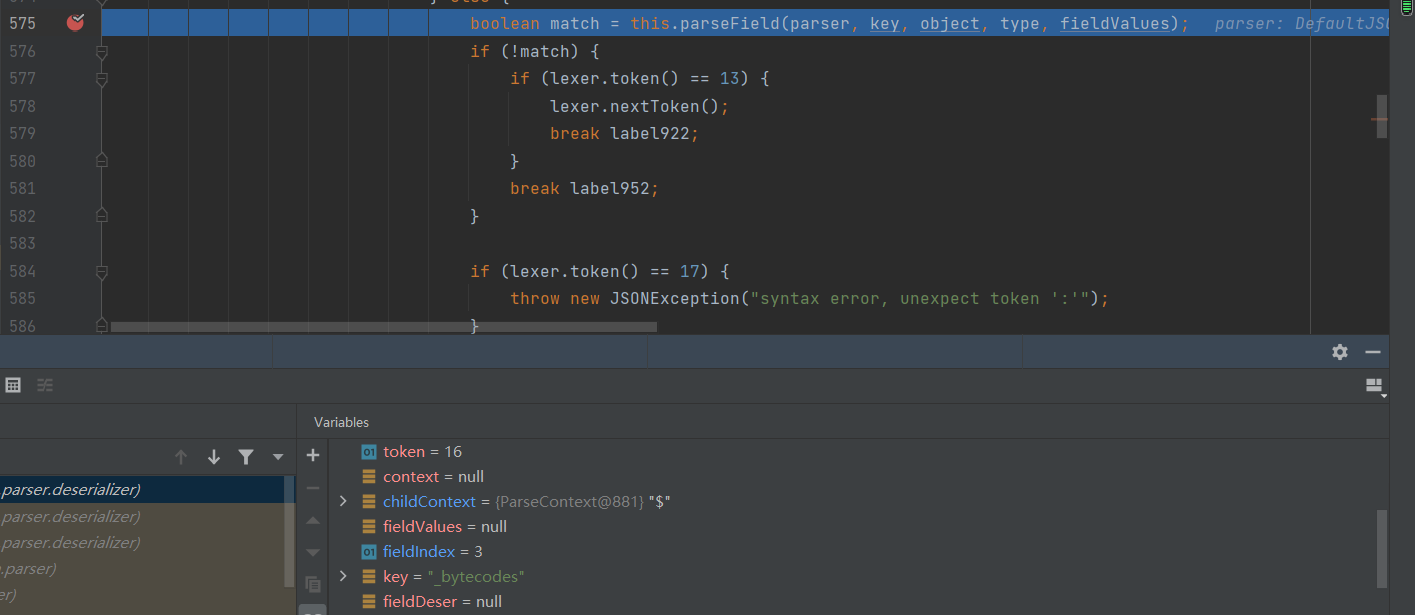 575 boolean match = this.parseField(parser, key, object, type, fieldValues); parser: DefaultJSO
576 if (!match) {
577 if (lexer.token() == 13) {
578 lexer.nextToken();
579 break label922;
580 }
581 break label952;
582 }
583
584 if (lexer.token() == 17) {
585 throw new JSONException("syntax error, unexpect token ':'");
586 }
Variables
.parser.deserializer)
.parser.deserializer)
.parser.deserializer)
.parser)
er)
01 token = 16
context = null
childContext = {ParseContext@881} "$"
fieldValues = null
01 fieldIndex = 3
key = "_bytecodes"
fieldDeser = null